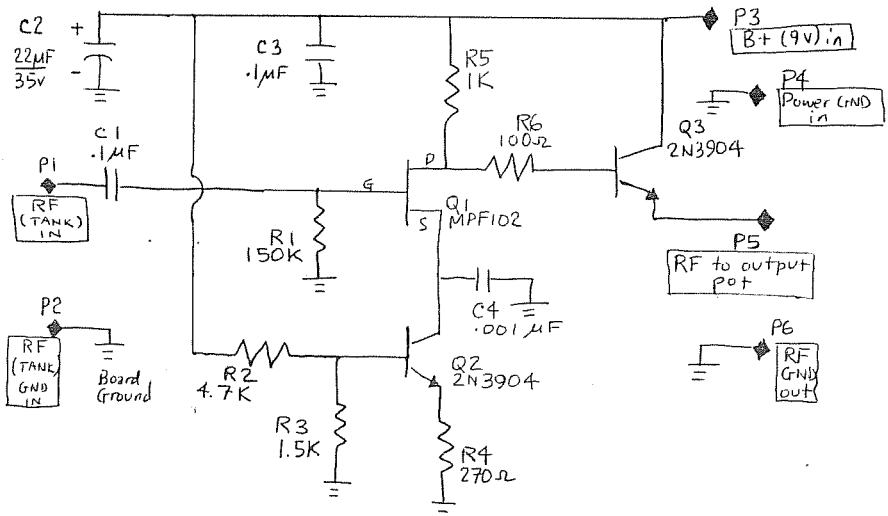 C2
+
22µF
35V
-
C3
.1µF
R5
1K
P3
B+ (9V) in
P4
Power GND
in
C1
.1µF
P1
RF
(TANK)
IN
R6
100Ω
Q3
2N3904
D
G
S
Q1
MPF102
R1
150K
P5
RF to output
pot
C4
.001µF
P2
RF
(TANK)
GND
IN
Board
Ground
R2
4.7K
Q2
2N3904
P6
RF
GND
out
R3
1.5K
R4
270Ω